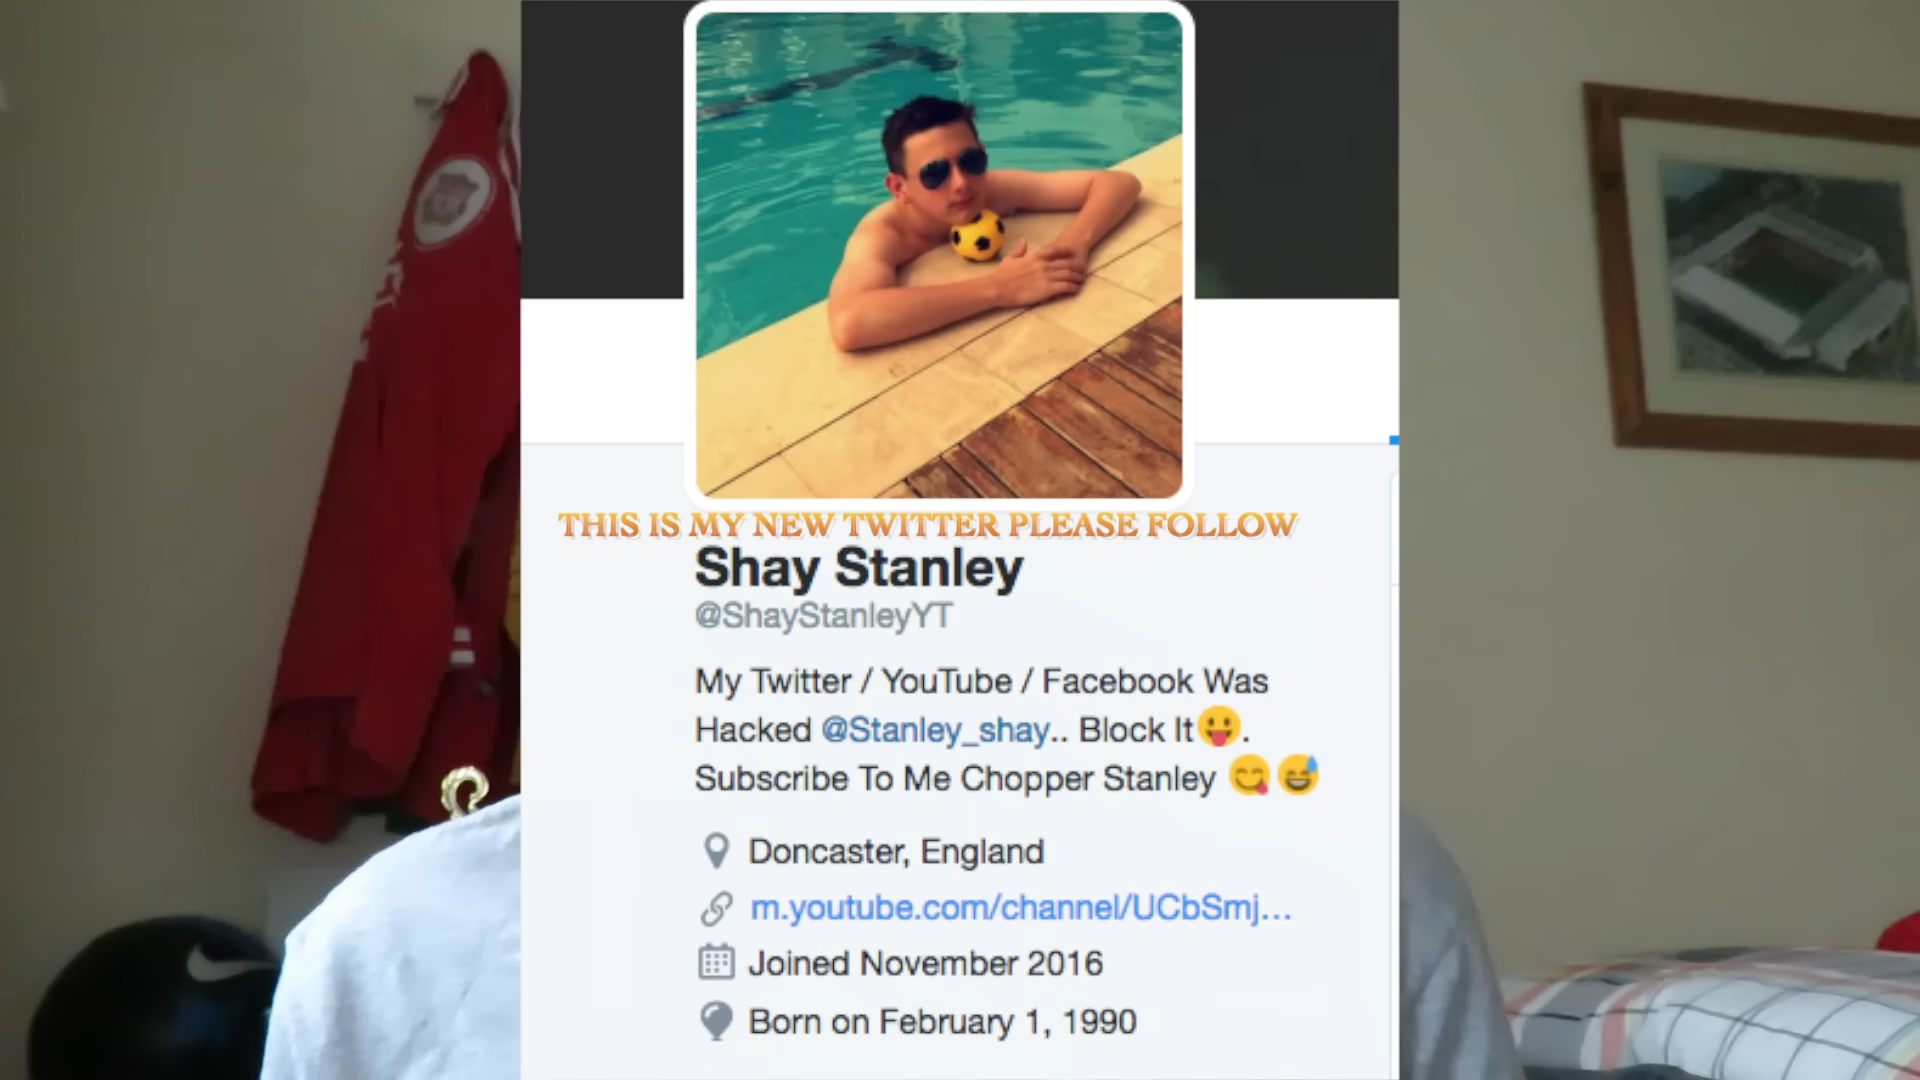 THIS IS MY NEW TWITTER PLEASE FOLLOW
Shay Stanley
@ShayStanleyYT
My Twitter / YouTube / Facebook Was
Hacked @Stanley_shay.. Block It😛.
Subscribe To Me Chopper Stanley 😋😅
Doncaster, England
m.youtube.com/channel/UCbSmj...
Joined November 2016
Born on February 1, 1990